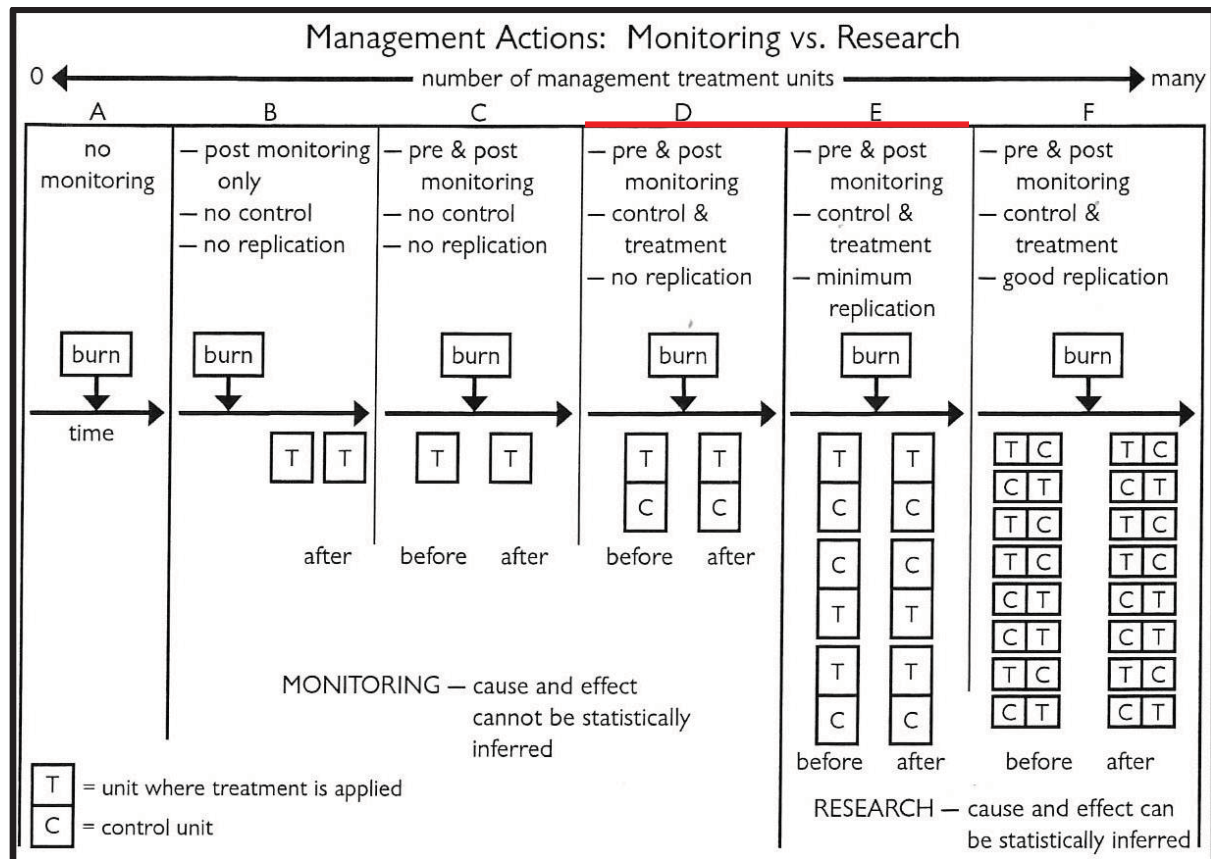 Management Actions: Monitoring vs. Research
0 number of management treatment units many
A
no
monitoring
burn
time
B
— post monitoring
only
— no control
— no replication
burn
T T
after
C
— pre & post
monitoring
— no control
— no replication
burn
T T
before after
D
— pre & post
monitoring
— control &
treatment
— no replication
burn
T T
C C
before after
E
— pre & post
monitoring
— control &
treatment
— minimum
replication
burn
T T
C C
C C
T T
T T
C C
before after
F
— pre & post
monitoring
— control &
treatment
— good replication
burn
T C T C
C T C T
T C T C
T C T C
C T C T
C T C T
T C T C
C T C T
before after
MONITORING — cause and effect
cannot be statistically
inferred
RESEARCH — cause and effect can
be statistically inferred
T = unit where treatment is applied
C = control unit